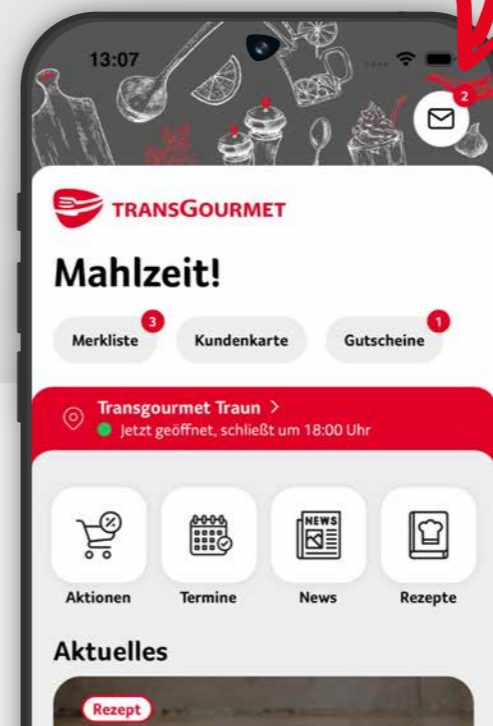 13:07
2
TRANSGOURMET
Mahlzeit!
Merkliste 3
Kundenkarte
Gutscheine 1
Transgourmet Traun >
Jetzt geöffnet, schließt um 18:00 Uhr
NEWS
Aktionen
Termine
News
Rezepte
Aktuelles
Rezept